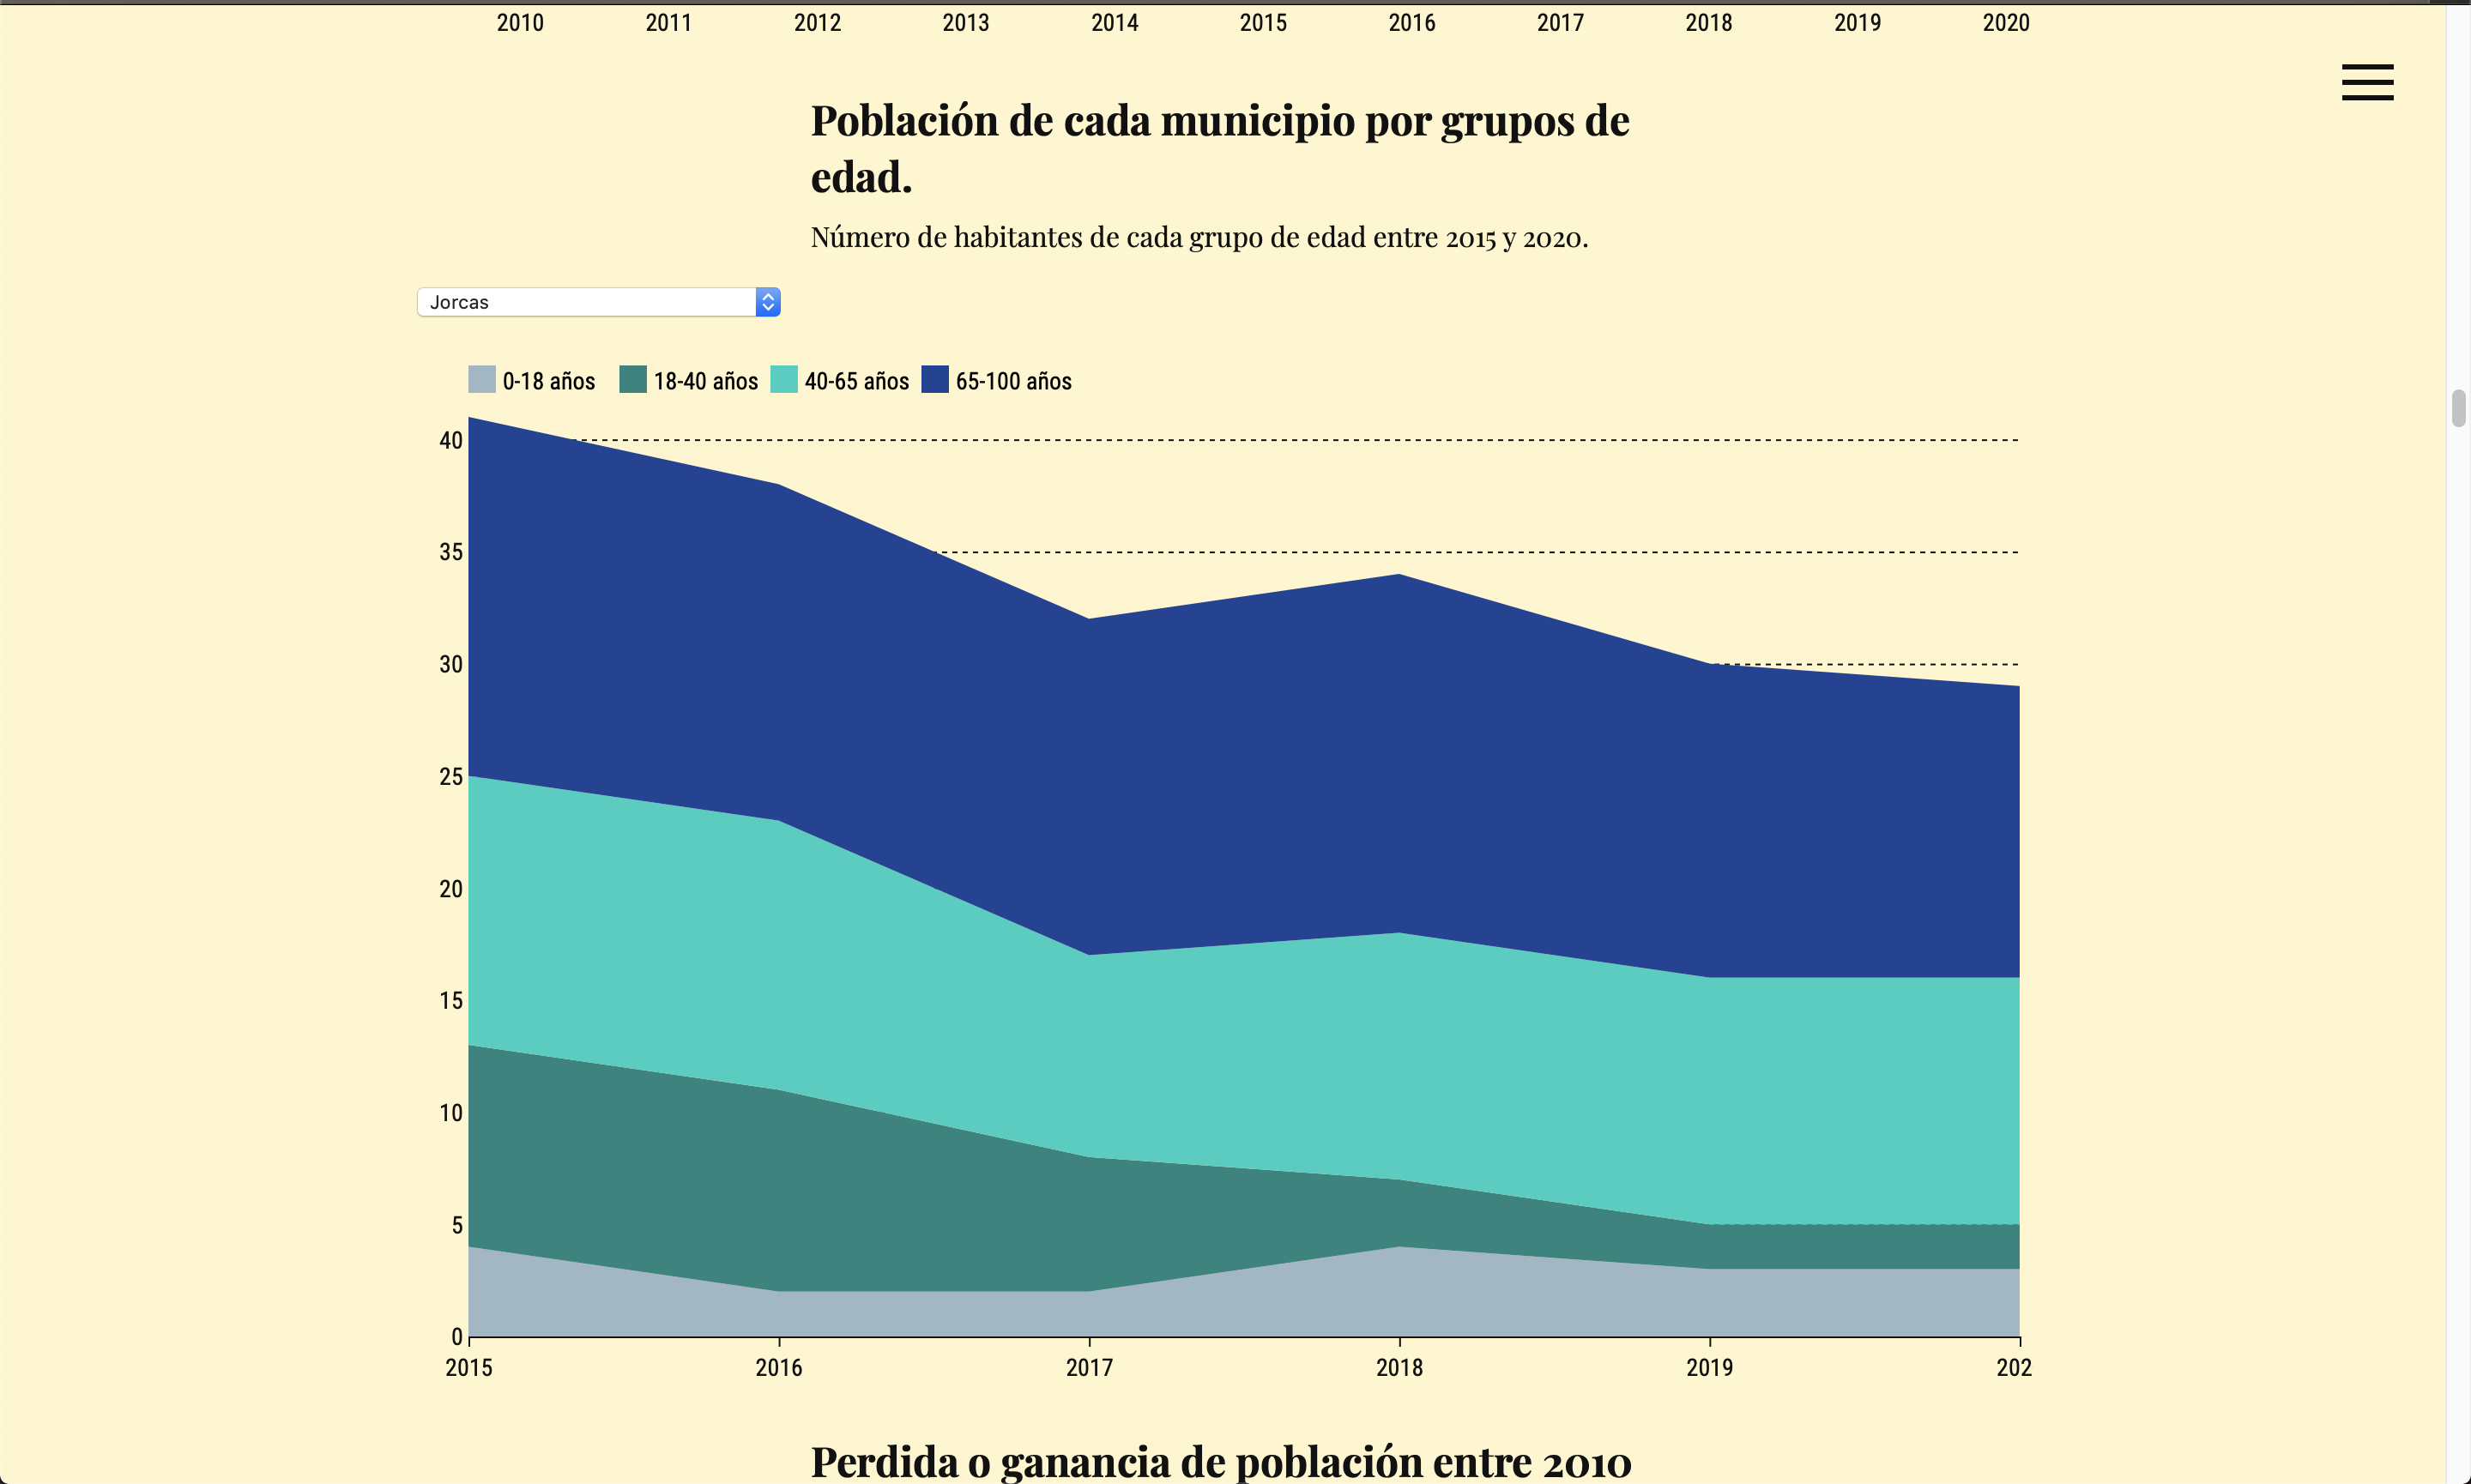 2010 2011 2012 2013 2014 2015 2016 2017 2018 2019 2020
Población de cada municipio por grupos de
edad.
Número de habitantes de cada grupo de edad entre 2015 y 2020.
Jorcas
0-18 años 18-40 años 40-65 años 65-100 años
40
35
30
25
20
15
10
5
0
2015 2016 2017 2018 2019 202
Perdida o ganancia de población entre 2010